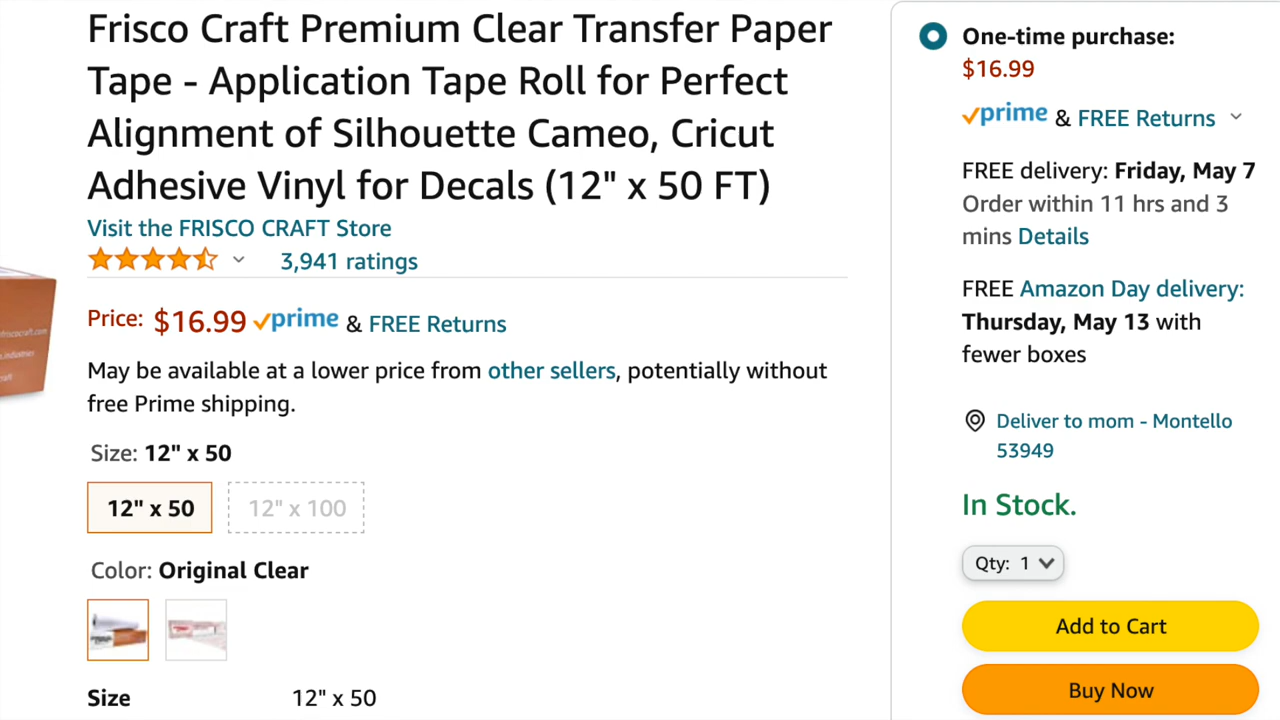 Frisco Craft Premium Clear Transfer Paper
Tape - Application Tape Roll for Perfect
Alignment of Silhouette Cameo, Cricut
Adhesive Vinyl for Decals (12" x 50 FT)
Visit the FRISCO CRAFT Store
3,941 ratings
Price: $16.99 prime & FREE Returns
May be available at a lower price from other sellers, potentially without
free Prime shipping.
Size: 12" x 50
12" x 50 12" x 100
Color: Original Clear
Size 12" x 50
One-time purchase:
$16.99
prime & FREE Returns
FREE delivery: Friday, May 7
Order within 11 hrs and 3
mins Details
FREE Amazon Day delivery:
Thursday, May 13 with
fewer boxes
Deliver to mom - Montello
53949
In Stock.
Qty: 1
Add to Cart
Buy Now